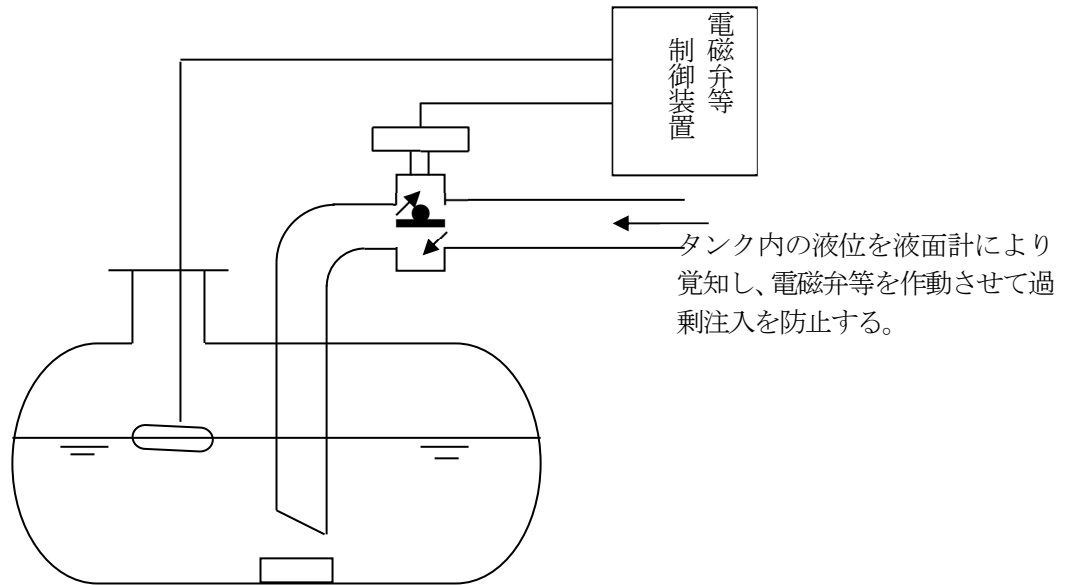 電磁弁等
制御装置
タンク内の液位を液面計により
覚知し、電磁弁等を作動させて過
剰注入を防止する。